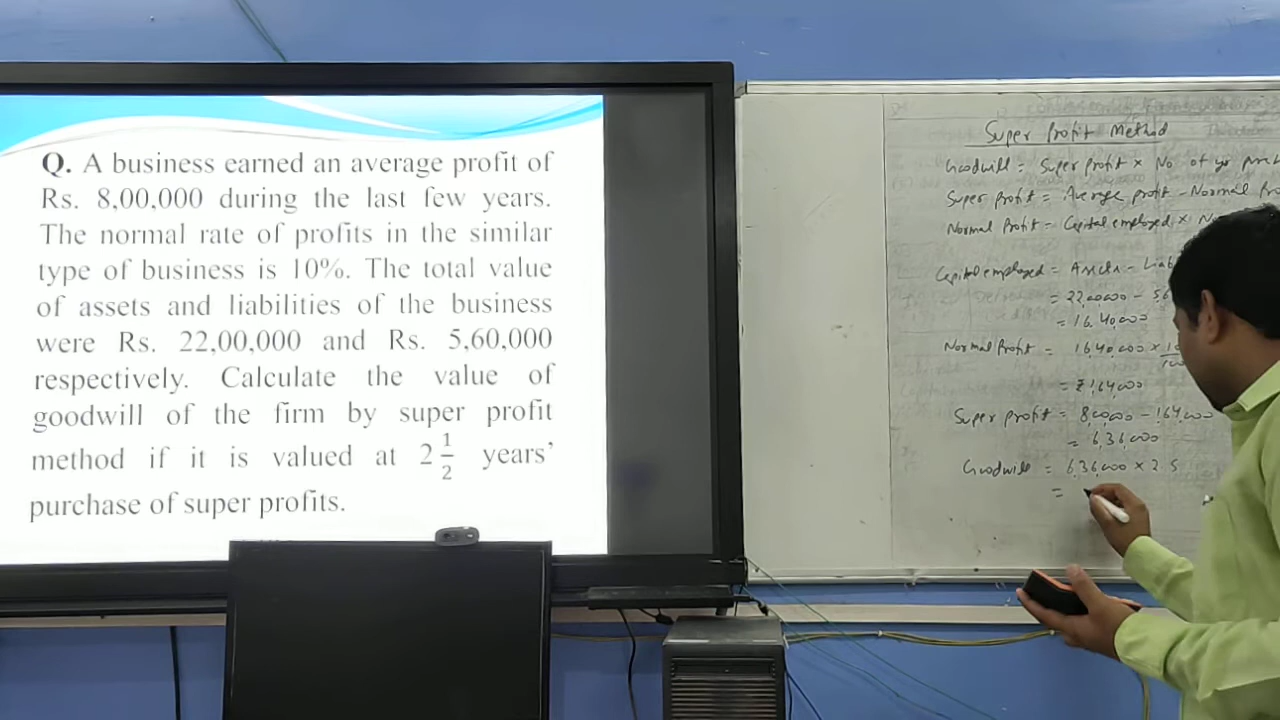 Q. A business earned an average profit of
Rs. 8,00,000 during the last few years.
The normal rate of profits in the similar
type of business is 10%. The total value
of assets and liabilities of the business
were Rs. 22,00,000 and Rs. 5,60,000
respectively. Calculate the value of
goodwill of the firm by super profit
method if it is valued at 2 1/2 years’
purchase of super profits.
Super Profit Method
Goodwill = Super profit × No of yrs
Super profit = Average profit - Normal
Normal Profit = Capital employed ×
Capital employed = Assets -
= 22,00,000 -
= 16,40,000
Normal Profit = 16,40,000 ×
= ₹ 1,64,000
Super profit = 8,00,000 - 1,64,000
= 6,36,000
Goodwill = 6,36,000 × 2.5
=